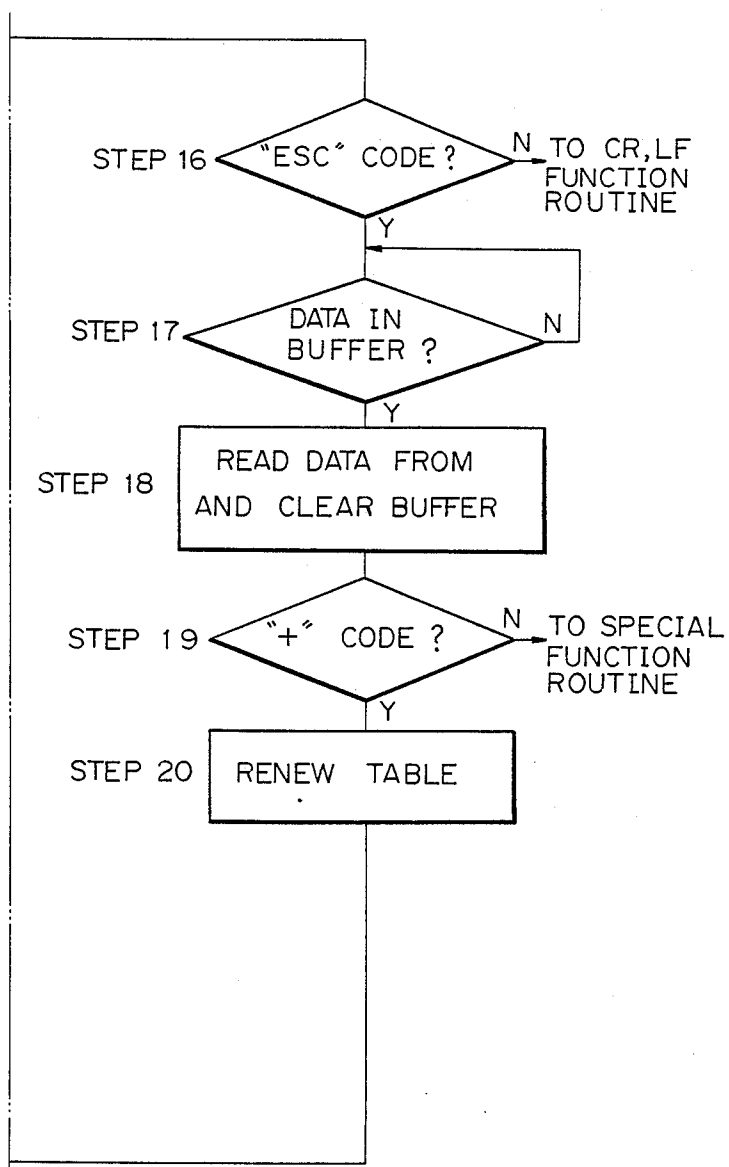 STEP 16
"ESC" CODE ?
N
TO CR,LF
FUNCTION
ROUTINE
Y
STEP 17
DATA IN
BUFFER ?
N
Y
STEP 18
READ DATA FROM
AND CLEAR BUFFER
STEP 19
"+" CODE ?
N
TO SPECIAL
FUNCTION
ROUTINE
Y
STEP 20
RENEW TABLE